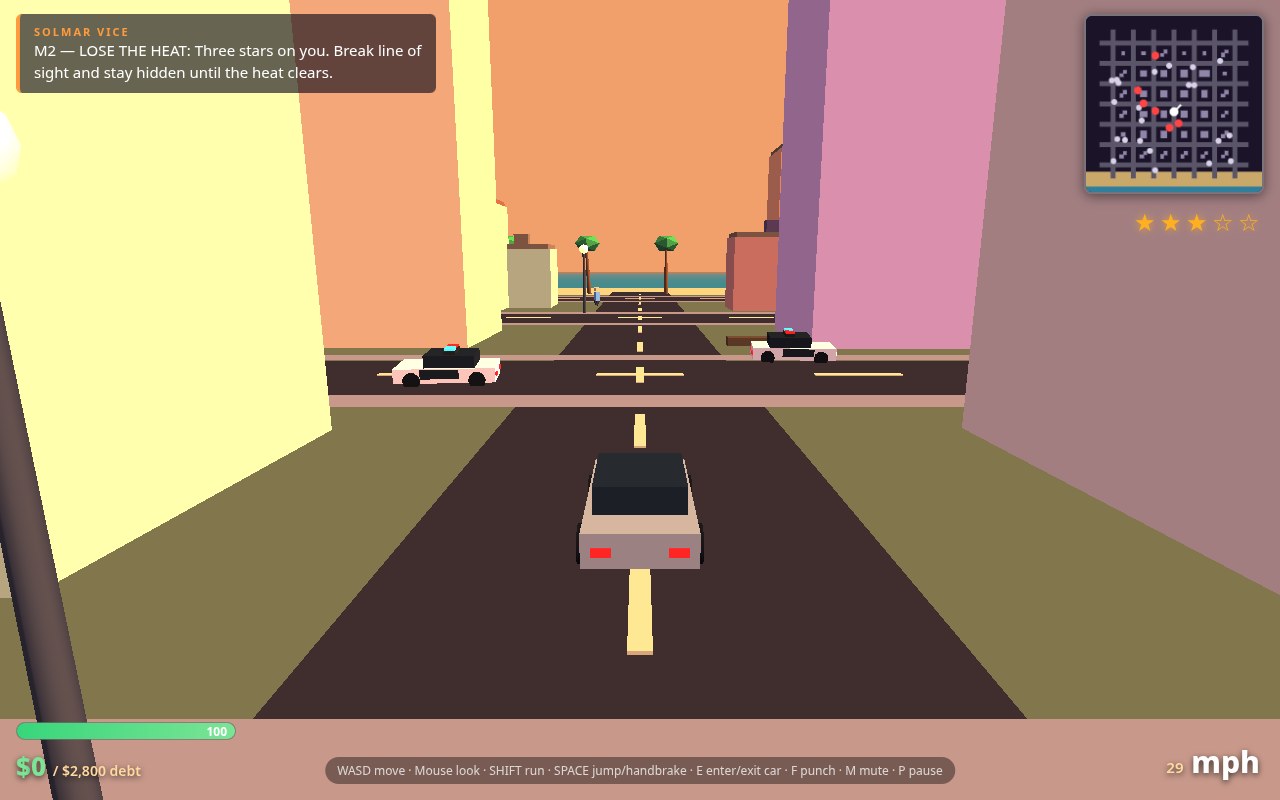 SOLMAR VICE
M2 — LOSE THE HEAT: Three stars on you. Break line of
sight and stay hidden until the heat clears.
★★★☆☆
100
$0 / $2,800 debt
WASD move · Mouse look · SHIFT run · SPACE jump/handbrake · E enter/exit car · F punch · M mute · P pause
29 mph